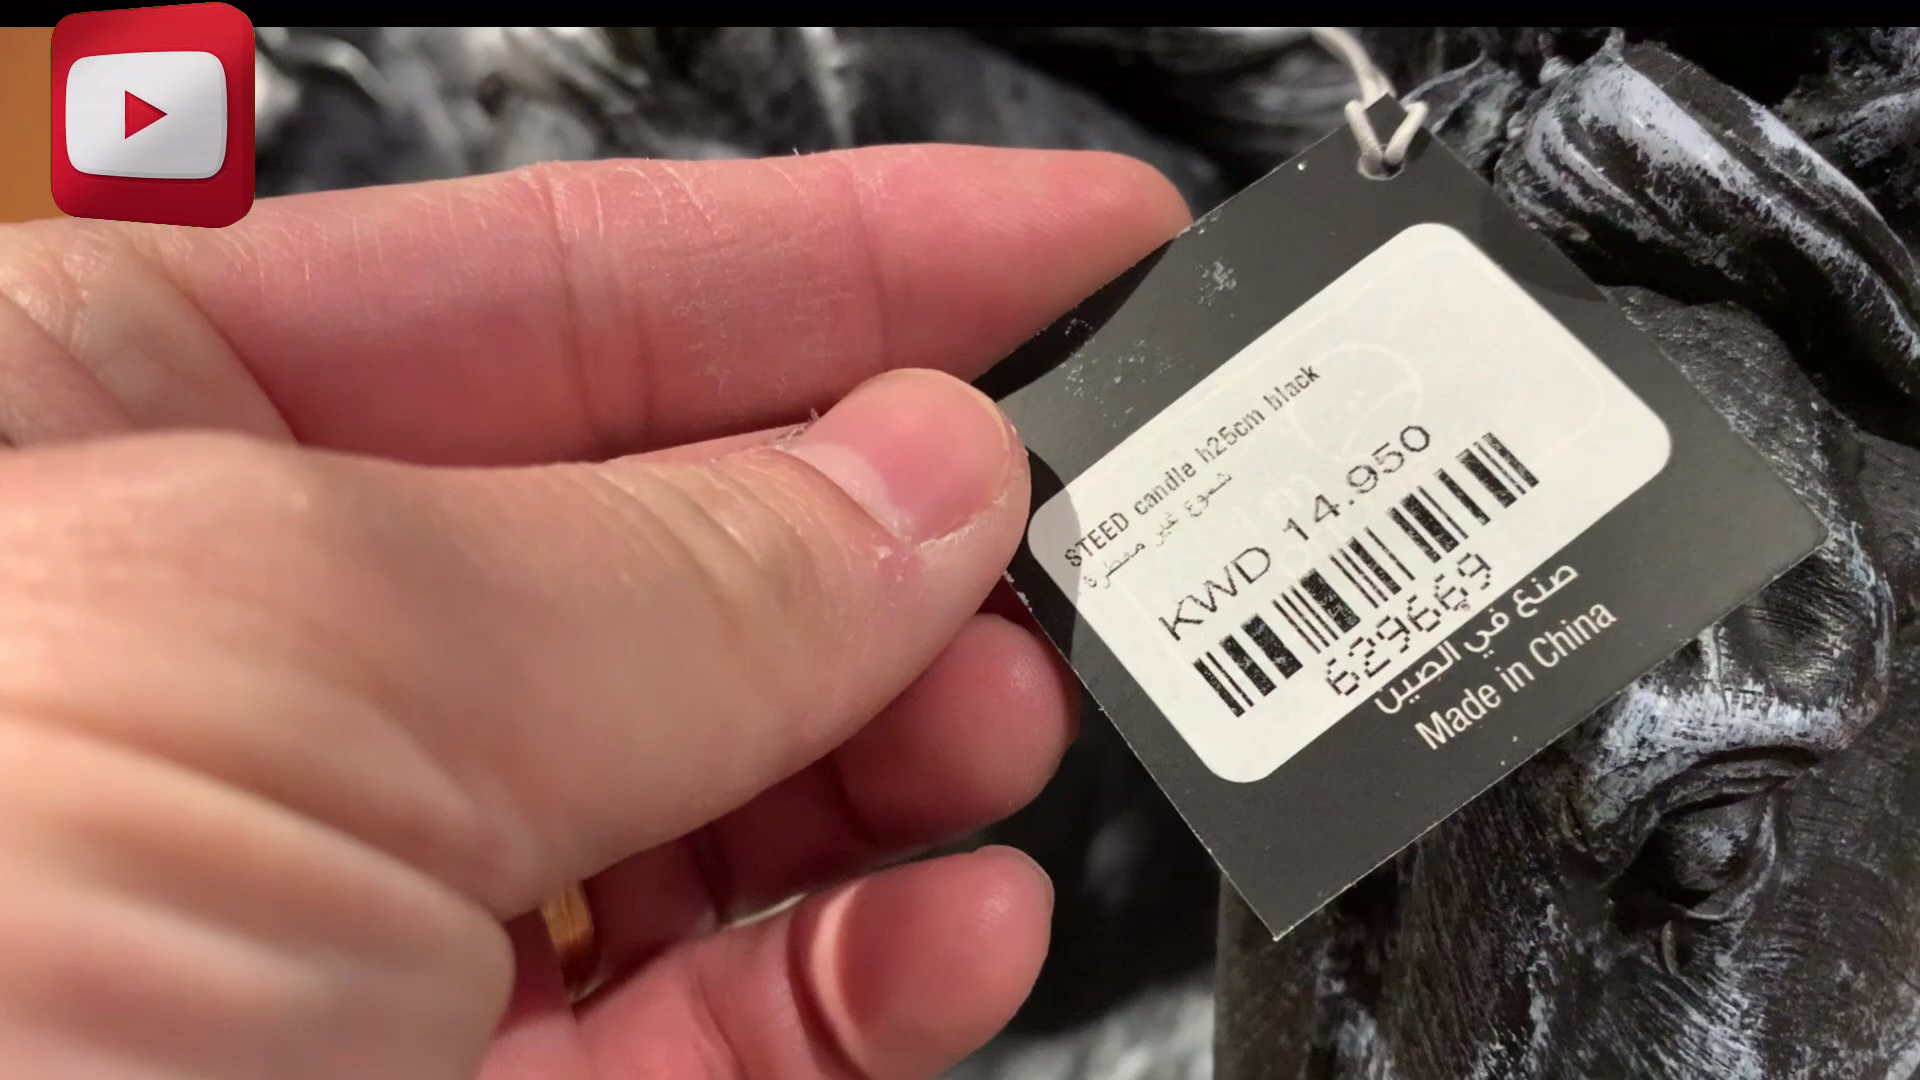 STEED candle h25cm black
شموع غير معطرة
KWD 14.950
629669
صنع في الصين
Made in China